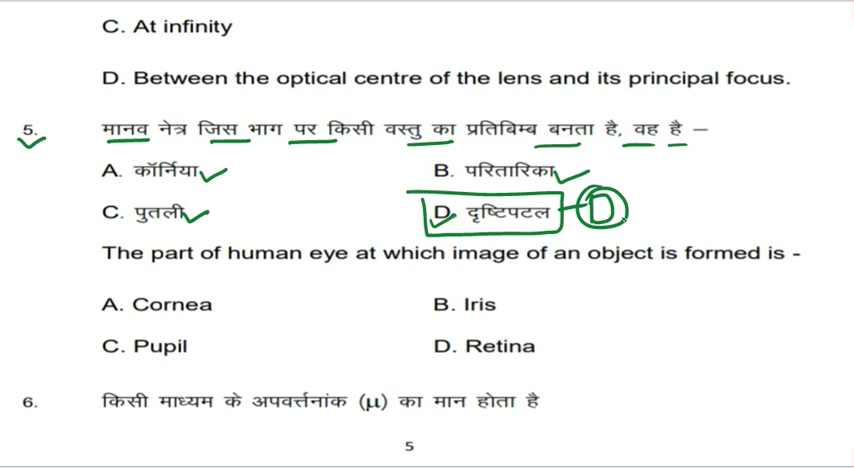 C. At infinity
D. Between the optical centre of the lens and its principal focus.
5. मानव नेत्र जिस भाग पर किसी वस्तु का प्रतिबिम्ब बनता है, वह है –
A. कॉर्निया B. परितारिका
C. पुतली D. दृष्टिपटल D
The part of human eye at which image of an object is formed is -
A. Cornea B. Iris
C. Pupil D. Retina
6. किसी माध्यम के अपवर्त्तनांक (μ) का मान होता है
5